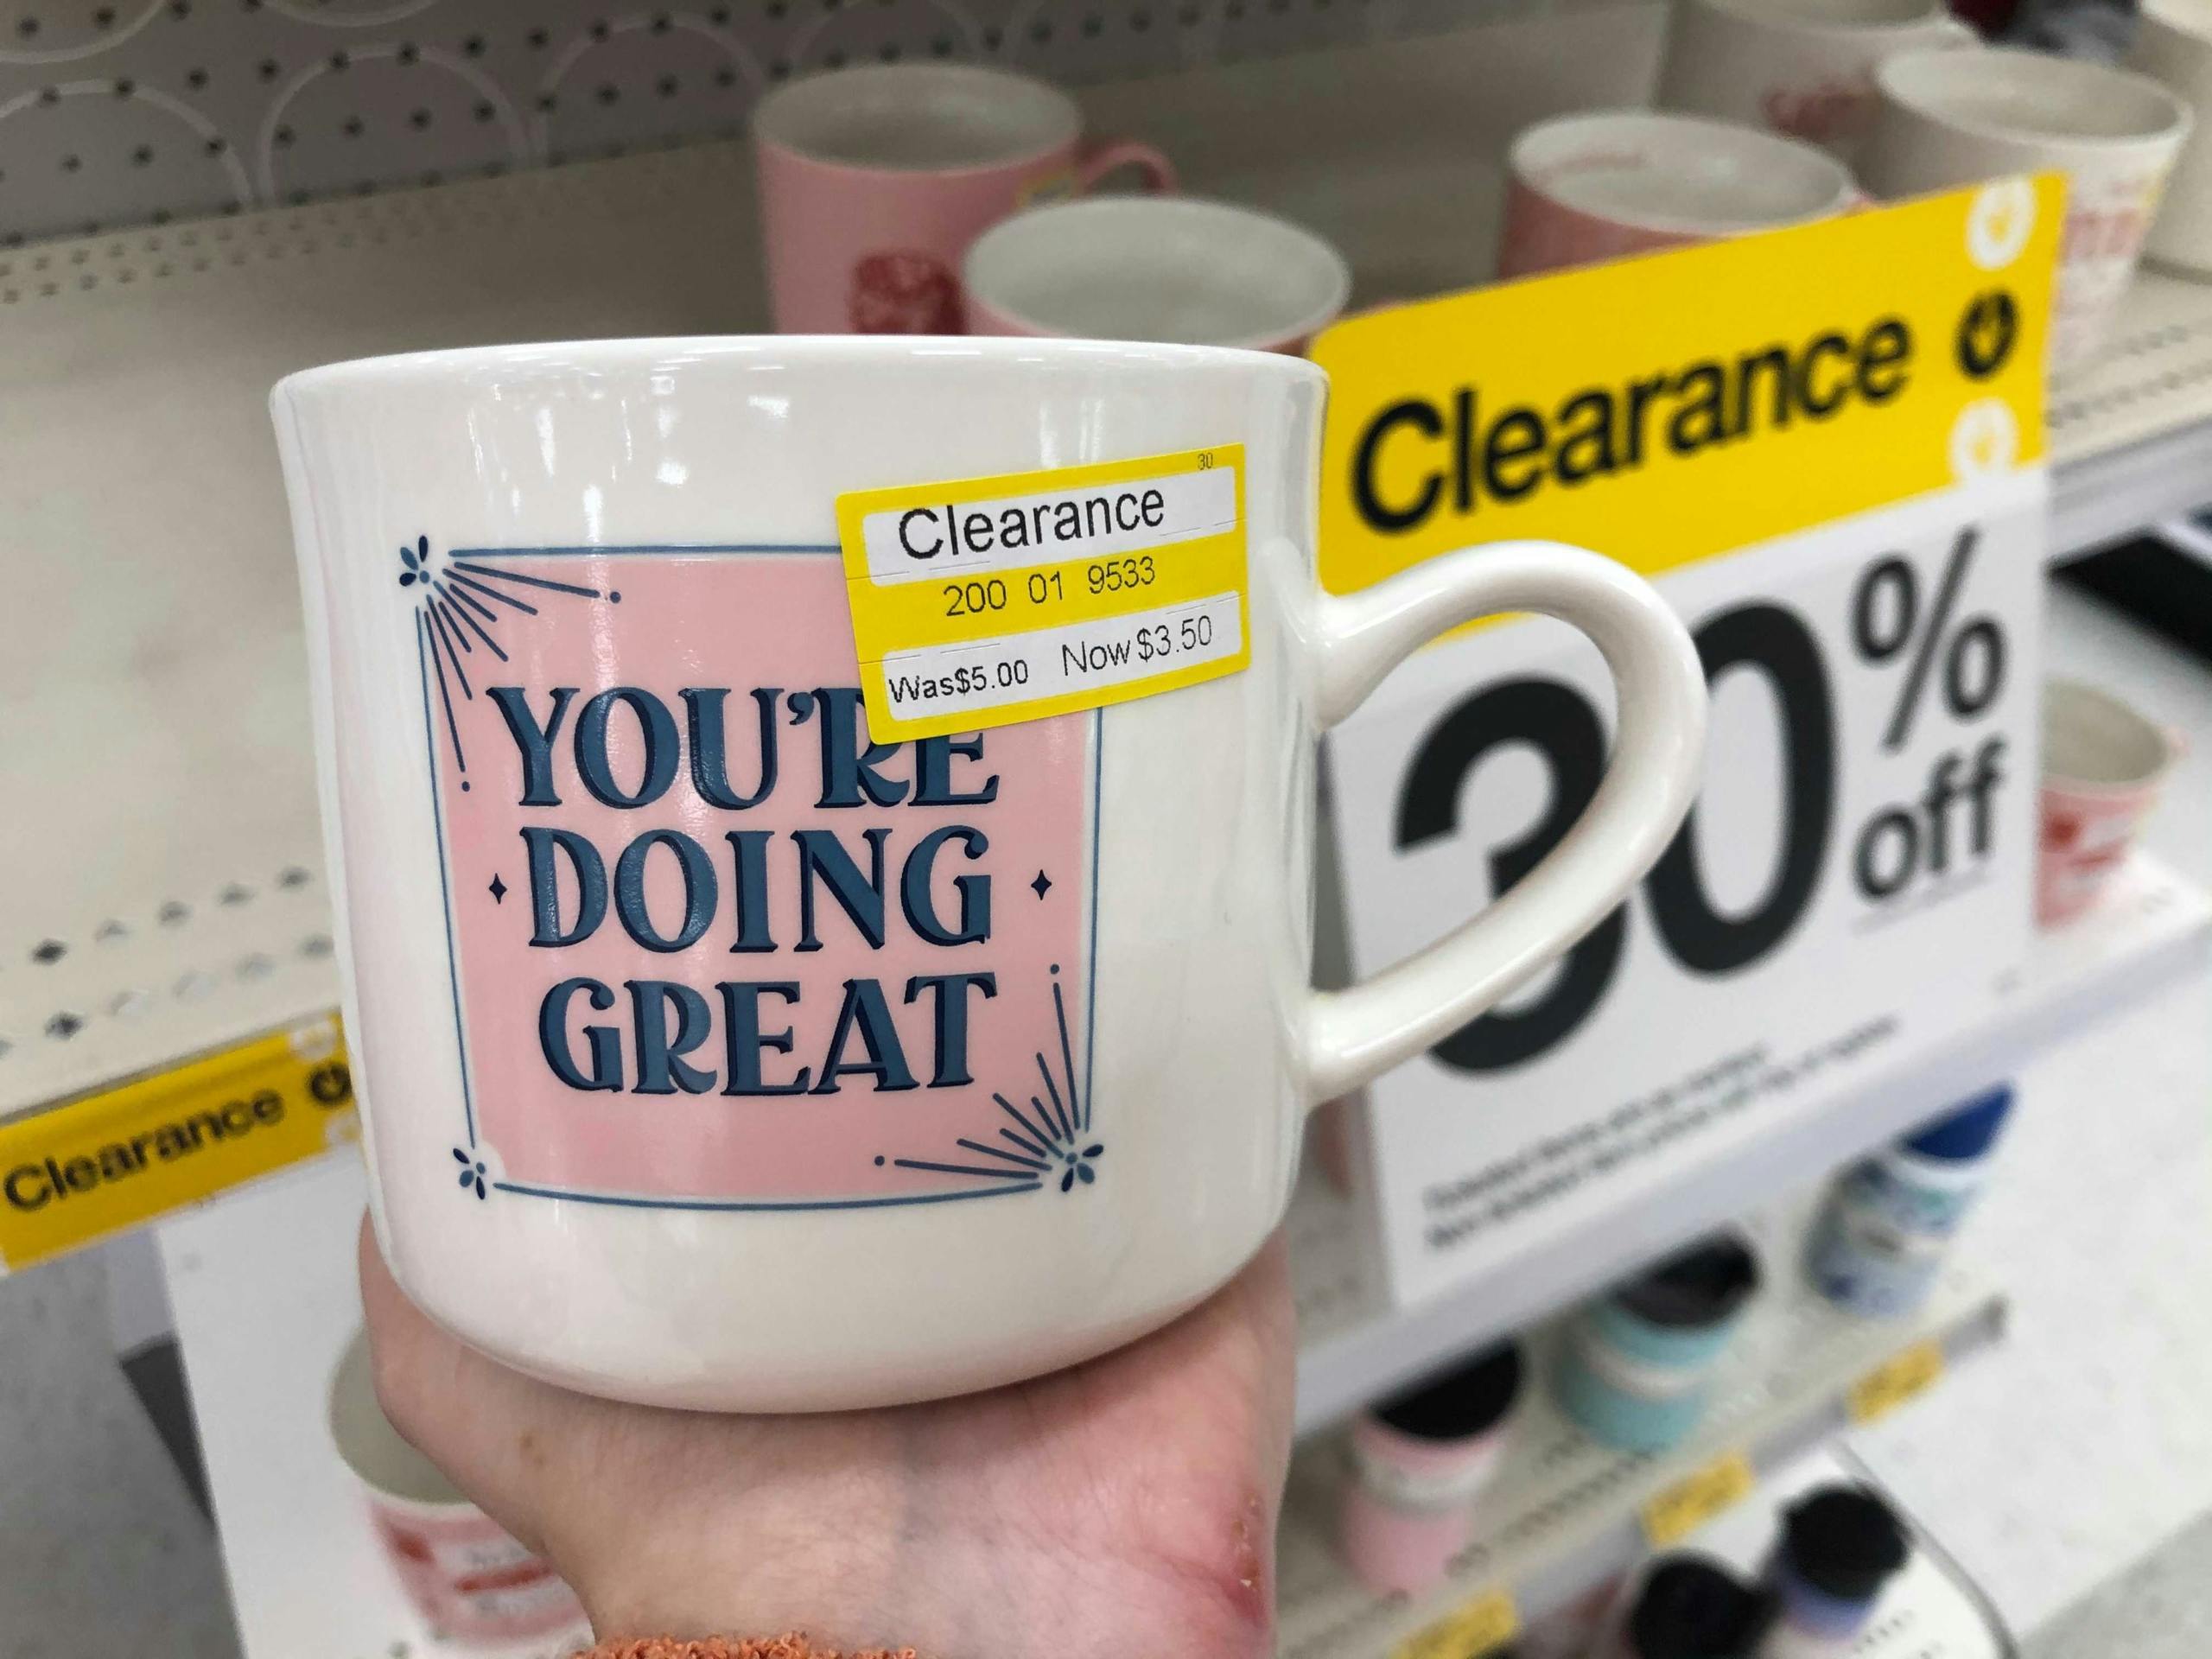 30
Clearance
200 01 9533
Was$5.00 Now$3.50
YOU'RE
DOING
GREAT
Clearance
30%
off
Clearance